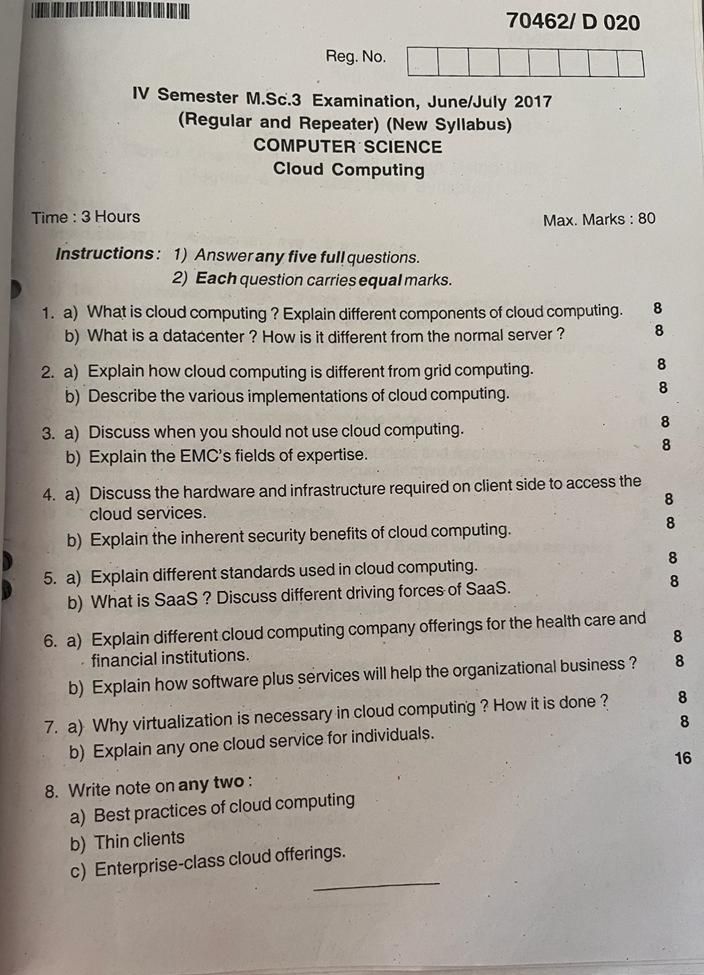 70462/ D 020
Reg. No.
IV Semester M.Sc.3 Examination, June/July 2017
(Regular and Repeater) (New Syllabus)
COMPUTER SCIENCE
Cloud Computing
Time : 3 Hours Max. Marks : 80
Instructions : 1) Answer any five full questions.
2) Each question carries equal marks.
1. a) What is cloud computing ? Explain different components of cloud computing. 8
b) What is a datacenter ? How is it different from the normal server ? 8
2. a) Explain how cloud computing is different from grid computing. 8
b) Describe the various implementations of cloud computing. 8
3. a) Discuss when you should not use cloud computing. 8
b) Explain the EMC's fields of expertise. 8
4. a) Discuss the hardware and infrastructure required on client side to access the
cloud services. 8
b) Explain the inherent security benefits of cloud computing. 8
5. a) Explain different standards used in cloud computing. 8
b) What is SaaS ? Discuss different driving forces of SaaS. 8
6. a) Explain different cloud computing company offerings for the health care and
financial institutions. 8
b) Explain how software plus services will help the organizational business ? 8
7. a) Why virtualization is necessary in cloud computing ? How it is done ? 8
b) Explain any one cloud service for individuals. 8
8. Write note on any two : 16
a) Best practices of cloud computing
b) Thin clients
c) Enterprise-class cloud offerings.